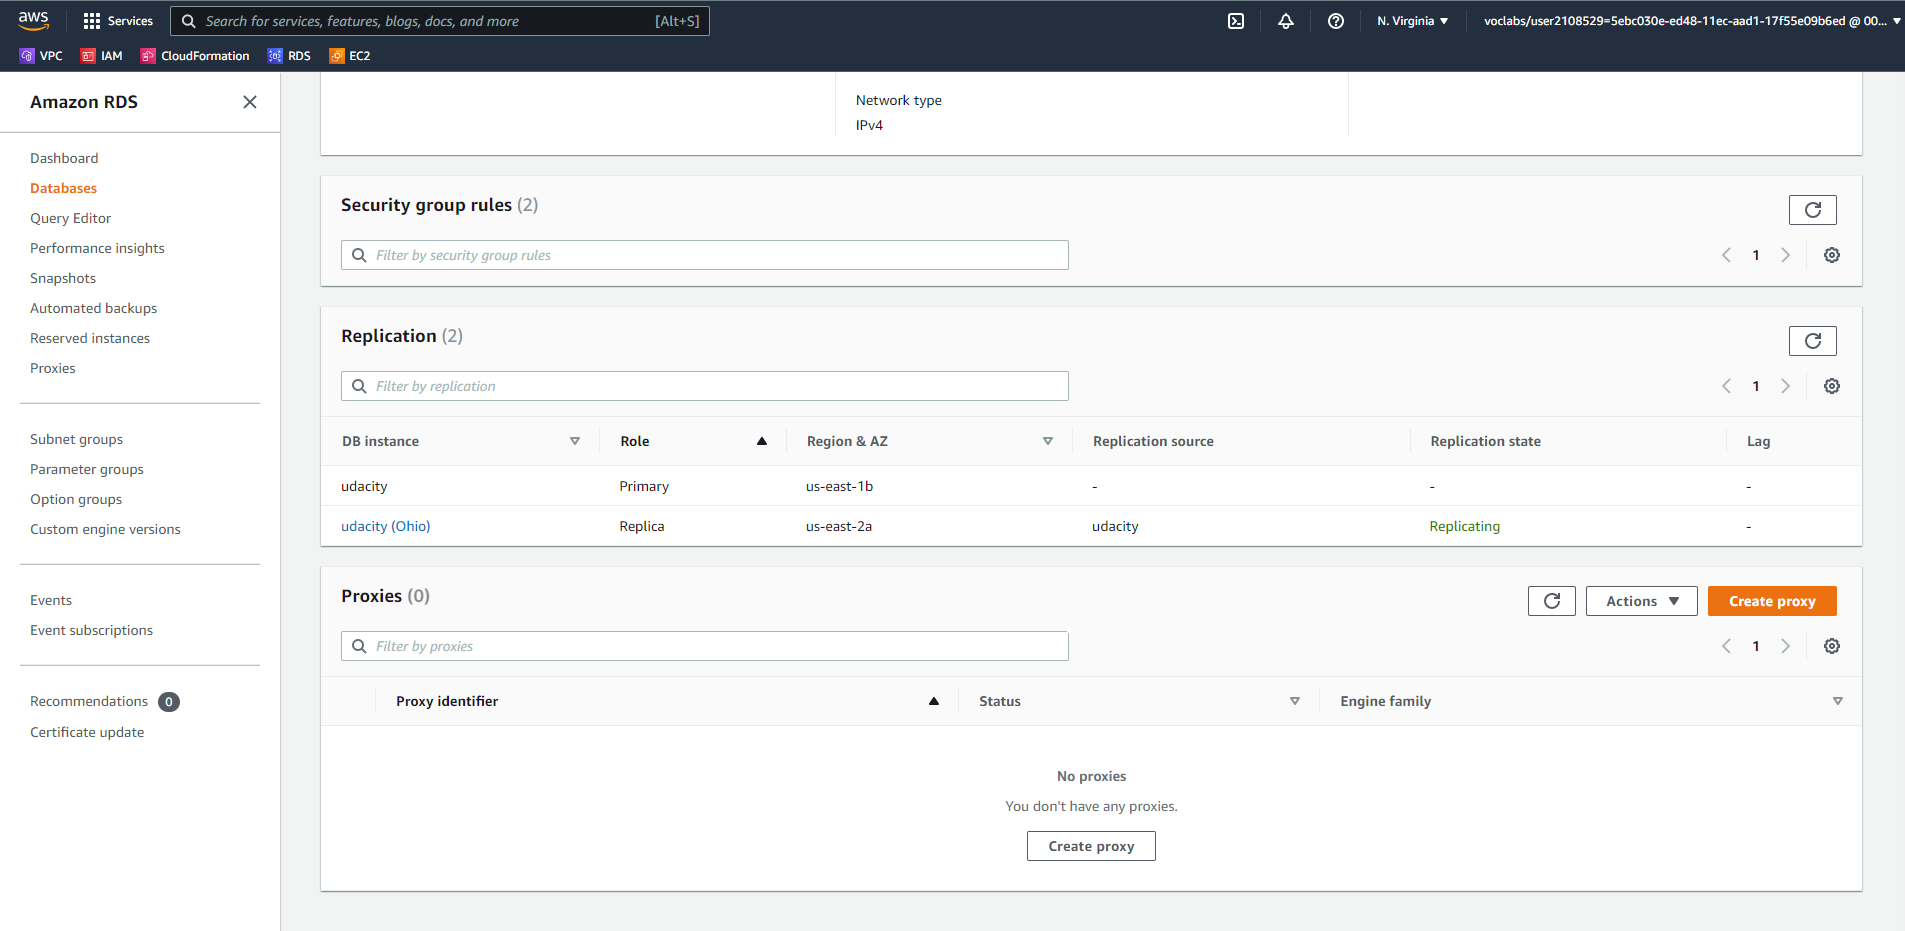 aws
Services
Search for services, features, blogs, docs, and more
[Alt+S]
N. Virginia
voclabs/user2108529=5ebc030e-ed48-11ec-aad1-17f55e09b6ed @ 00...
VPC
IAM
CloudFormation
RDS
EC2
Amazon RDS
Dashboard
Databases
Query Editor
Performance insights
Snapshots
Automated backups
Reserved instances
Proxies
Subnet groups
Parameter groups
Option groups
Custom engine versions
Events
Event subscriptions
Recommendations 0
Certificate update
Network type
IPv4
Security group rules (2)
Filter by security group rules
1
Replication (2)
Filter by replication
1
DB instance Role Region & AZ Replication source Replication state Lag
udacity Primary us-east-1b - - -
udacity (Ohio) Replica us-east-2a udacity Replicating -
Proxies (0)
Actions
Create proxy
Filter by proxies
1
Proxy identifier Status Engine family
No proxies
You don't have any proxies.
Create proxy